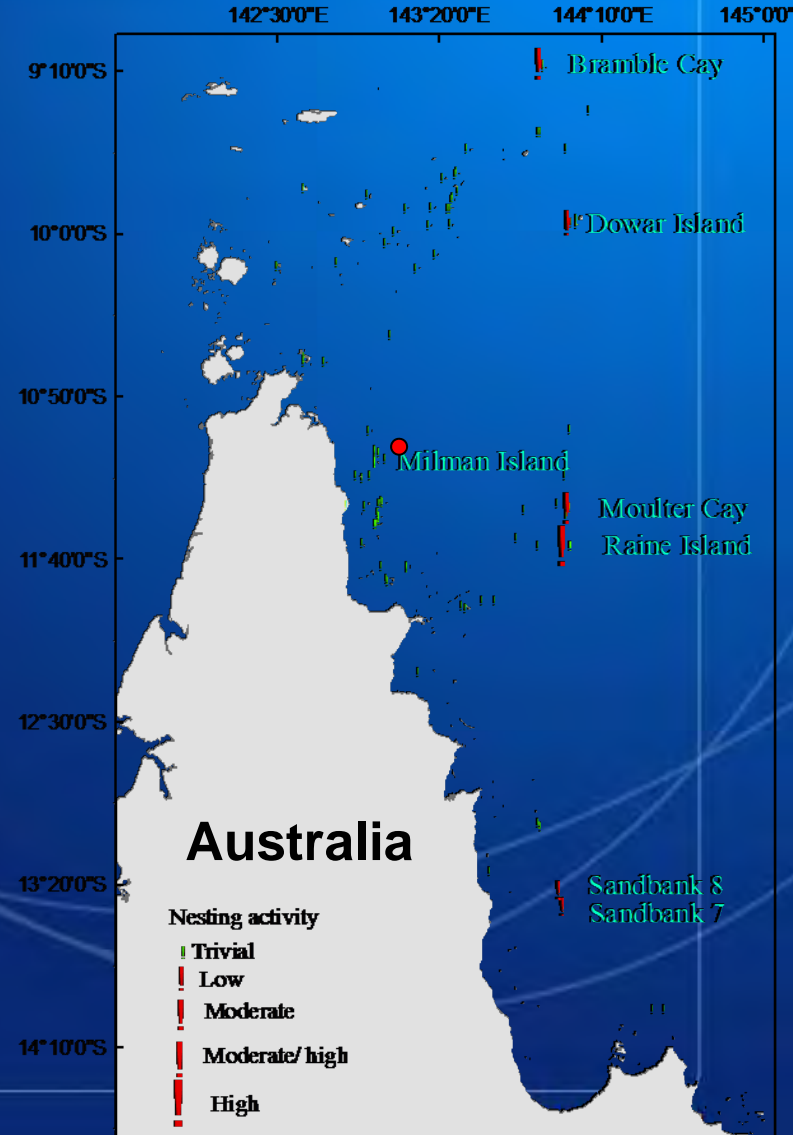 142°30'0"E 143°20'0"E 144°10'0"E 145°00'
9°10'0"S
Bramble Cay
10°0'0"S
Dowar Island
10°50'0"S
Milman Island
Moulter Cay
Raine Island
11°40'0"S
12°30'0"S
Australia
13°20'0"S
Sandbank 8
Sandbank 7
Nesting activity
Trivial
Low
Moderate
14°10'0"S
Moderate/ high
High